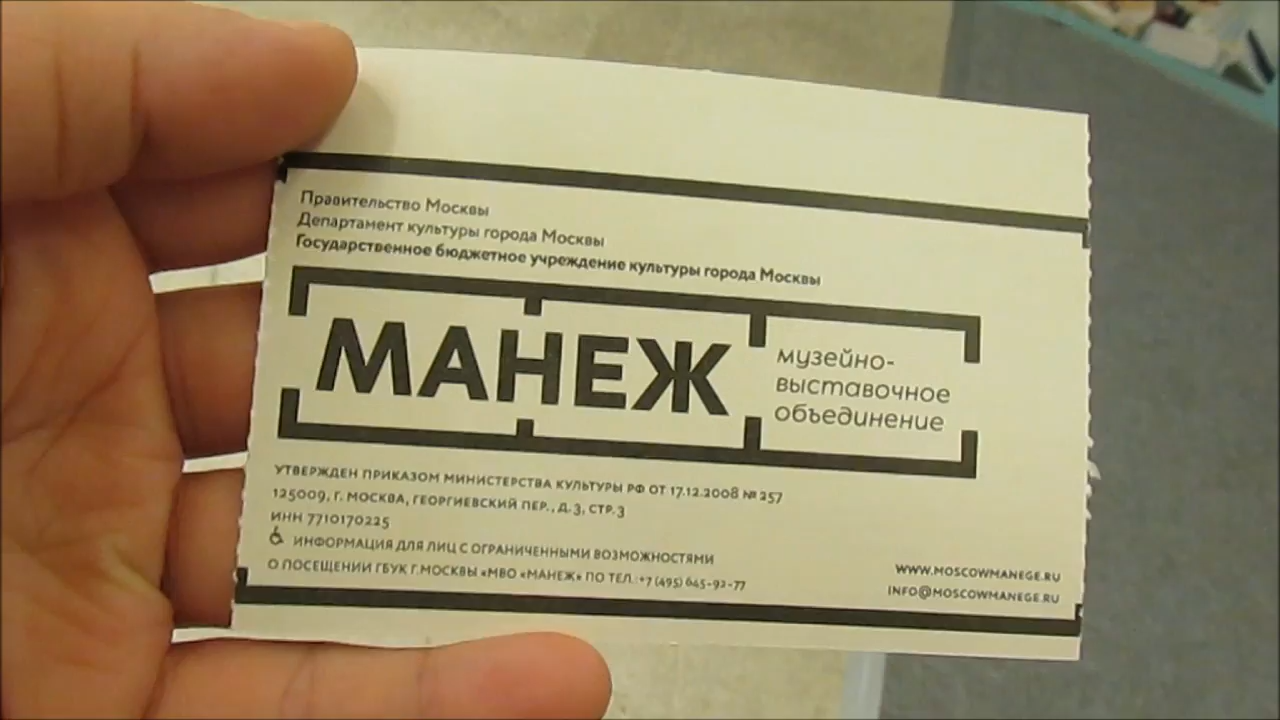 Правительство Москвы
Департамент культуры города Москвы
Государственное бюджетное учреждение культуры города Москвы
МАНЕЖ
музейно-
выставочное
объединение
УТВЕРЖДЕН ПРИКАЗОМ МИНИСТЕРСТВА КУЛЬТУРЫ РФ ОТ 17.12.2008 № 257
125009, Г. МОСКВА, ГЕОРГИЕВСКИЙ ПЕР., Д.3, СТР.3
ИНН 7710170225
ИНФОРМАЦИЯ ДЛЯ ЛИЦ С ОГРАНИЧЕННЫМИ ВОЗМОЖНОСТЯМИ
О ПОСЕЩЕНИИ ГБУК Г.МОСКВЫ «МВО «МАНЕЖ» ПО ТЕЛ.:+7 (495) 645-92-77
WWW.MOSCOWMANEGE.RU
INFO@MOSCOWMANEGE.RU